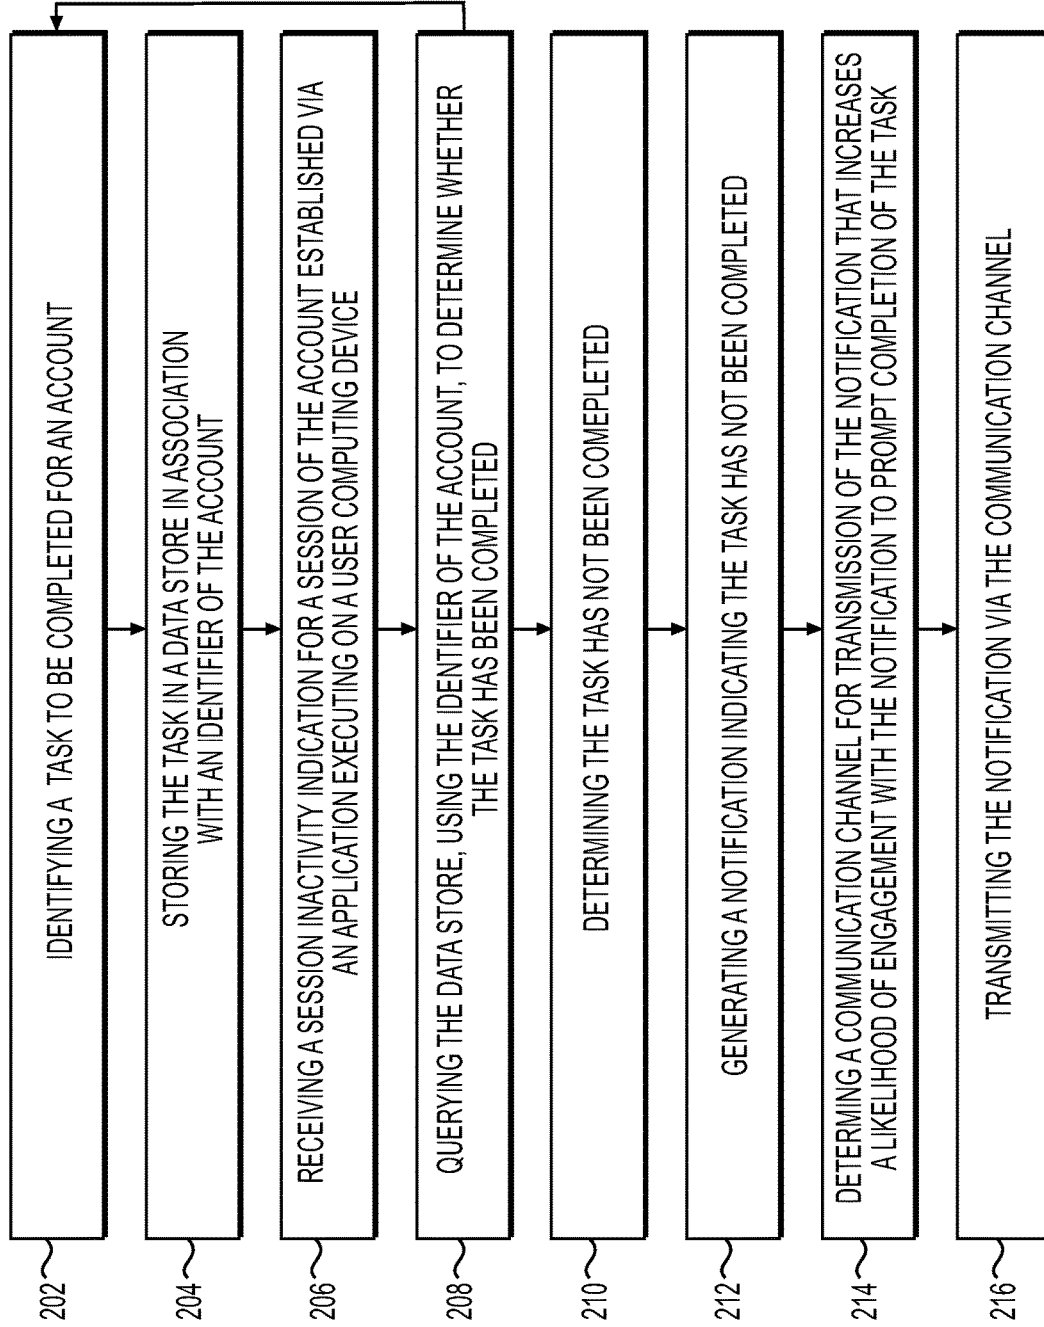 202
IDENTIFYING A TASK TO BE COMPLETED FOR AN ACCOUNT
204
STORING THE TASK IN A DATA STORE IN ASSOCIATION
WITH AN IDENTIFIER OF THE ACCOUNT
206
RECEIVING A SESSION INACTIVITY INDICATION FOR A SESSION OF THE ACCOUNT ESTABLISHED VIA
AN APPLICATION EXECUTING ON A USER COMPUTING DEVICE
208
QUERYING THE DATA STORE, USING THE IDENTIFIER OF THE ACCOUNT, TO DETERMINE WHETHER
THE TASK HAS BEEN COMPLETED
210
DETERMINING THE TASK HAS NOT BEEN COMEPLETED
212
GENERATING A NOTIFICATION INDICATING THE TASK HAS NOT BEEN COMPLETED
214
DETERMING A COMMUNICATION CHANNEL FOR TRANSMISSION OF THE NOTIFICATION THAT INCREASES
A LIKELIHOOD OF ENGAGEMENT WITH THE NOTIFICATION TO PROMPT COMPLETION OF THE TASK
216
TRANSMITTING THE NOTIFICATION VIA THE COMMUNICATION CHANNEL